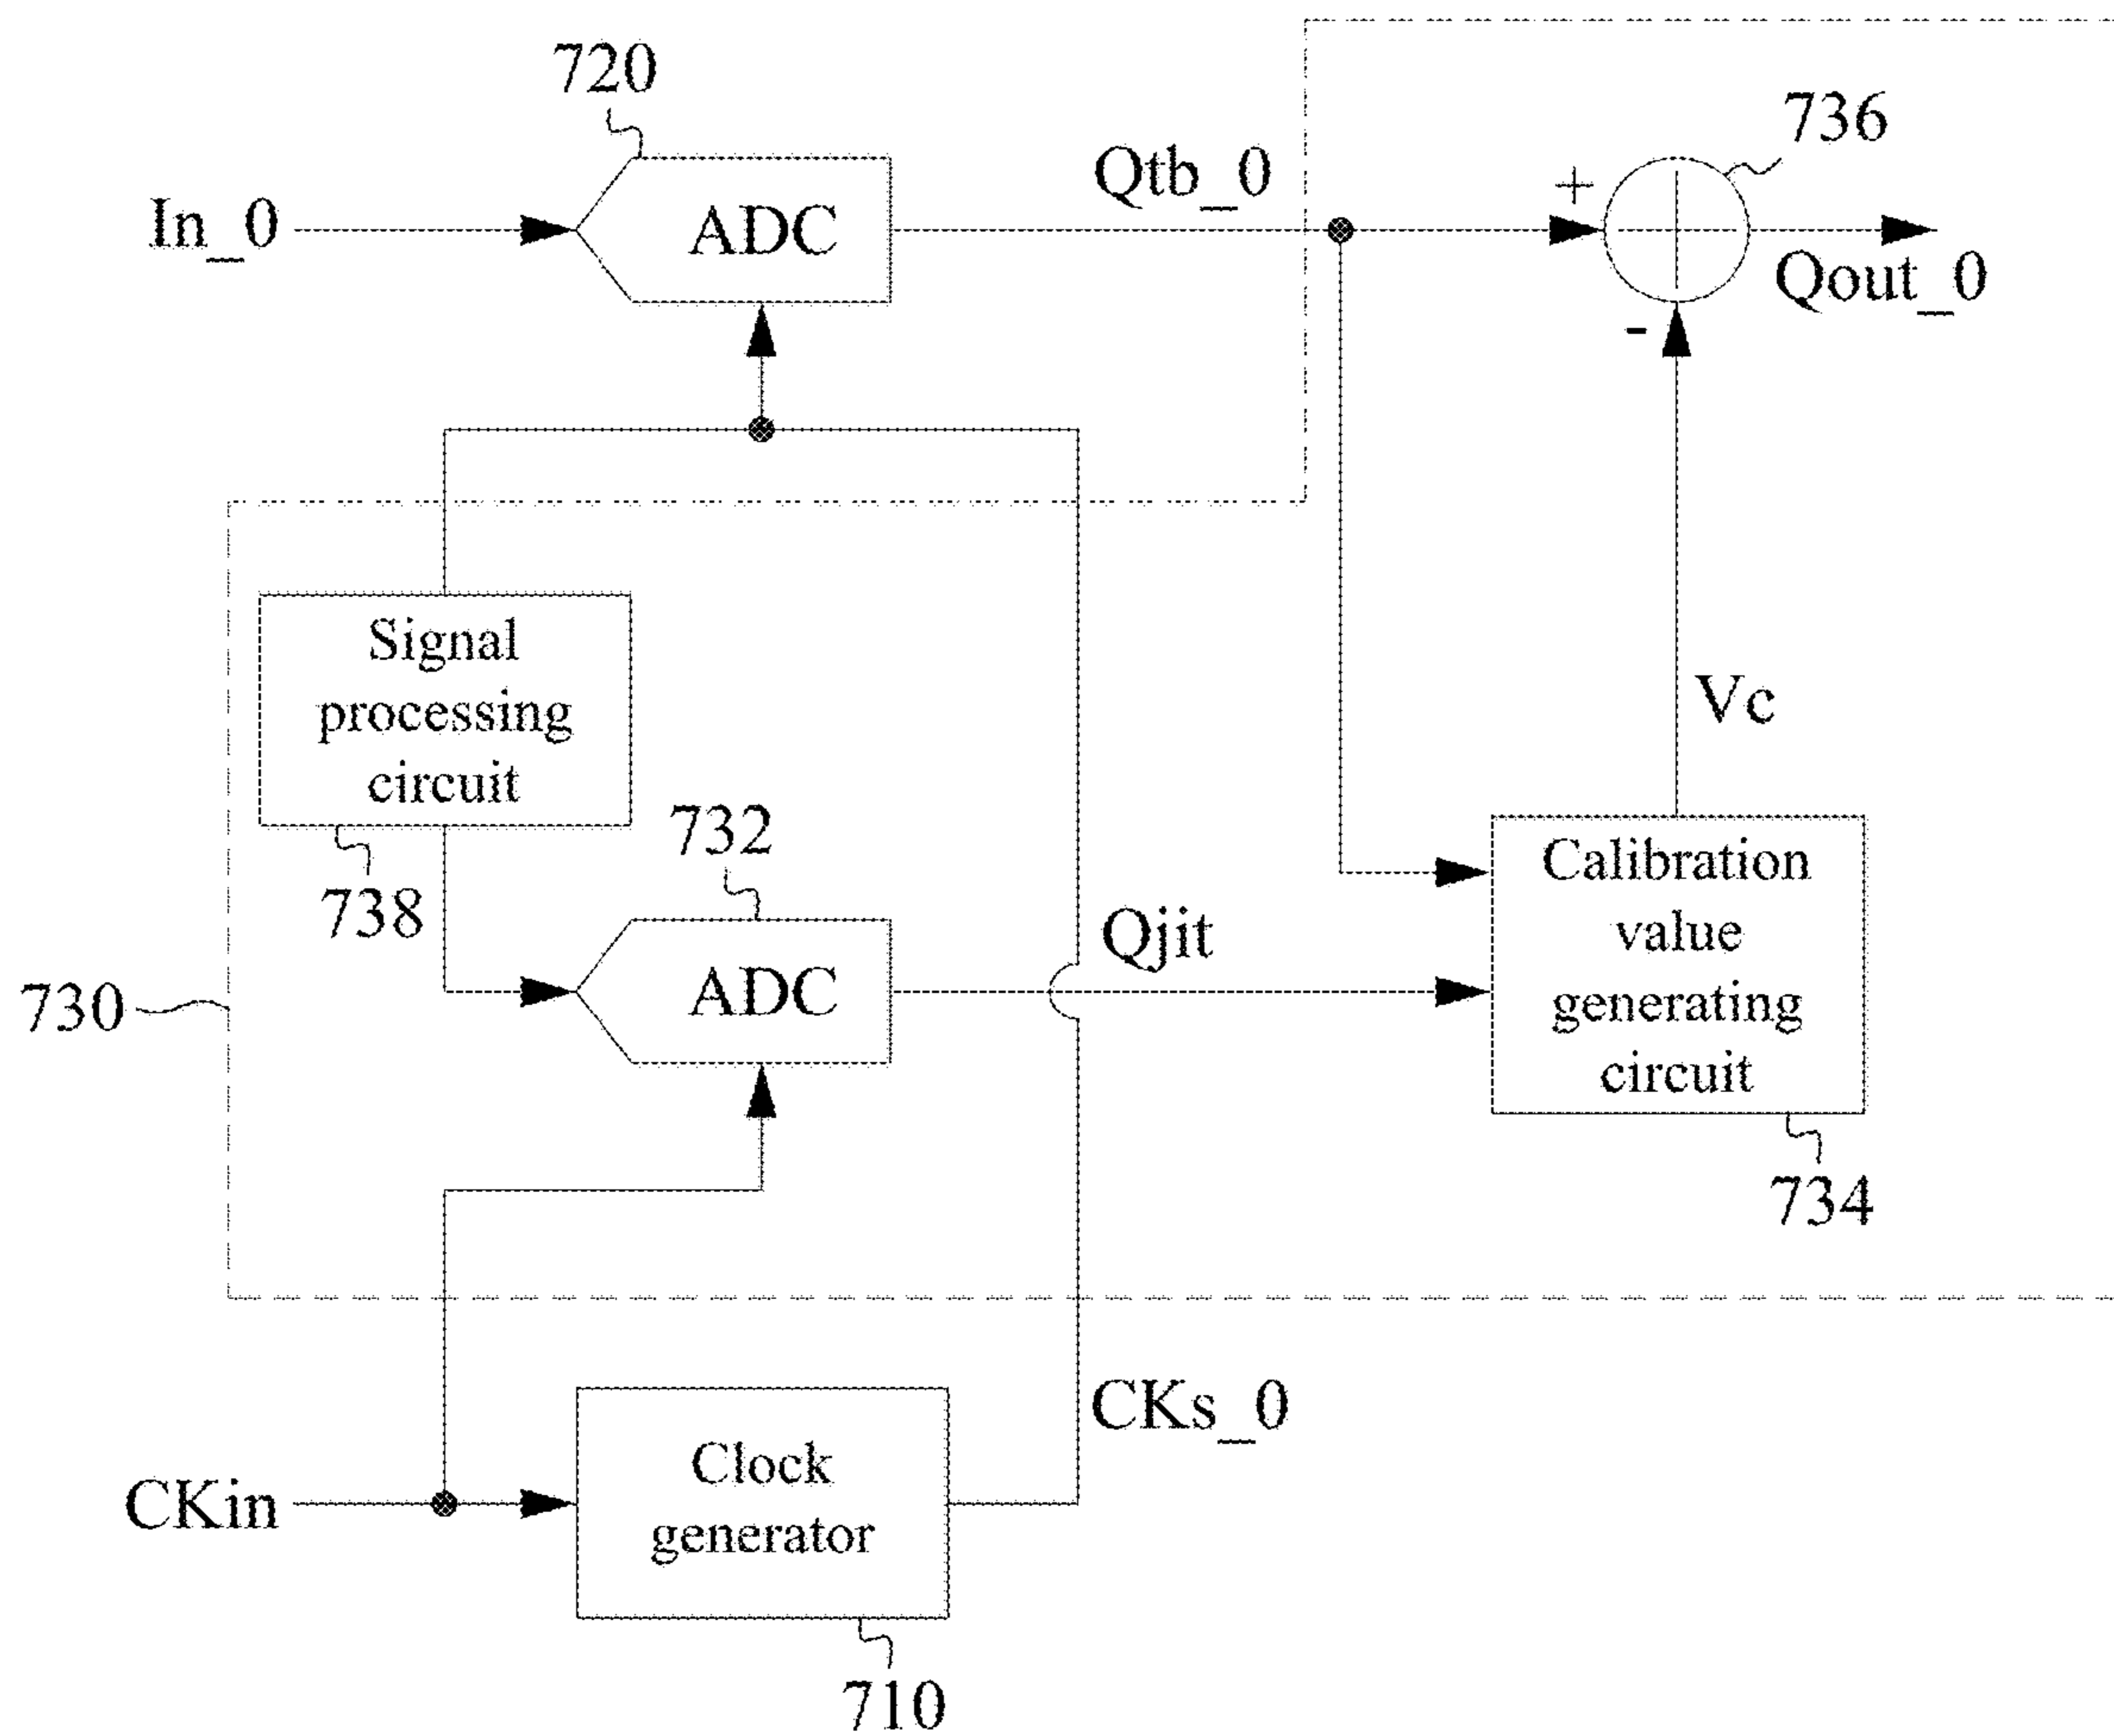 720
736
In_0
ADC
Qtb_0
+
Qout_0
-
Signal
processing
circuit
Vc
732
738
Calibration
value
generating
circuit
Qjit
ADC
730
734
CKs_0
Clock
generator
CKin
710